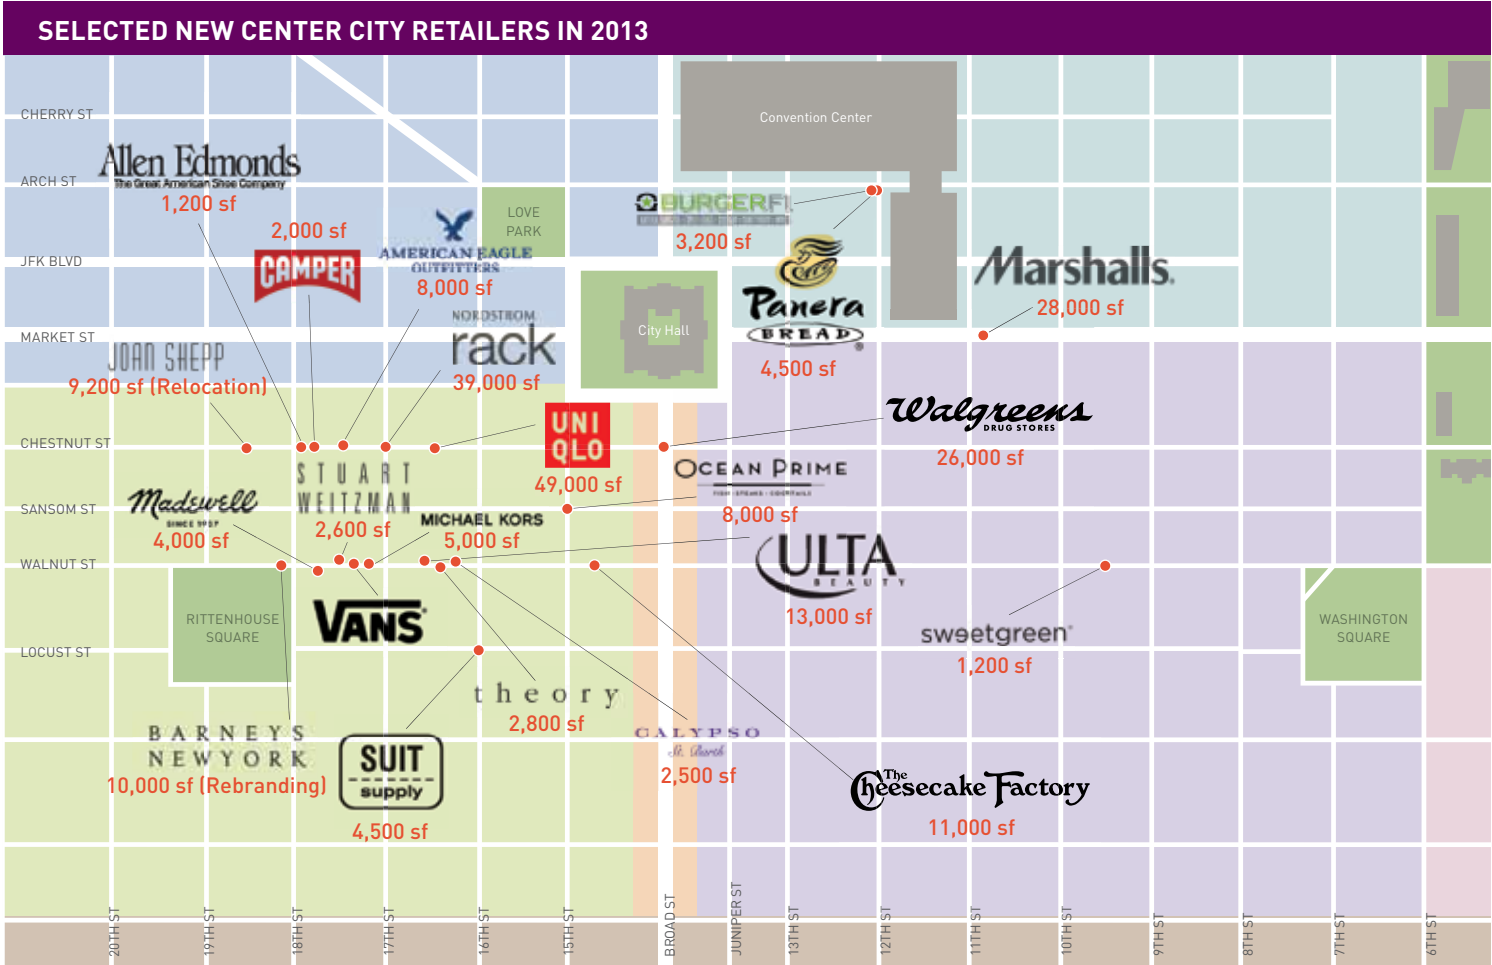 SELECTED NEW CENTER CITY RETAILERS IN 2013
CHERRY ST
Convention Center
Allen Edmonds
The Great American Shoe Company
1,200 sf
ARCH ST
BURGERFI
3,200 sf
LOVE
PARK
2,000 sf
CAMPER
AMERICAN EAGLE
OUTFITTERS
8,000 sf
JFK BLVD
Marshalls
28,000 sf
Panera
BREAD
4,500 sf
NORDSTROM
rack
39,000 sf
City Hall
MARKET ST
JOAN SHEPP
9,200 sf (Relocation)
UNI
QLO
49,000 sf
Walgreens
DRUG STORES
26,000 sf
CHESTNUT ST
STUART
WEITZMAN
2,600 sf
OCEAN PRIME
FISH · STEAKS · COCKTAILS
8,000 sf
Madewell
SINCE 1937
4,000 sf
SANSOM ST
MICHAEL KORS
5,000 sf
ULTA
BEAUTY
13,000 sf
WALNUT ST
RITTENHOUSE
SQUARE
VANS
sweetgreen
1,200 sf
WASHINGTON
SQUARE
LOCUST ST
theory
2,800 sf
BARNEYS
NEWYORK
10,000 sf (Rebranding)
SUIT
supply
4,500 sf
CALYPSO
St. Barth
2,500 sf
The
Cheesecake Factory
11,000 sf
20TH ST
19TH ST
18TH ST
17TH ST
16TH ST
15TH ST
BROAD ST
JUNIPER ST
13TH ST
12TH ST
11TH ST
10TH ST
9TH ST
8TH ST
7TH ST
6TH ST